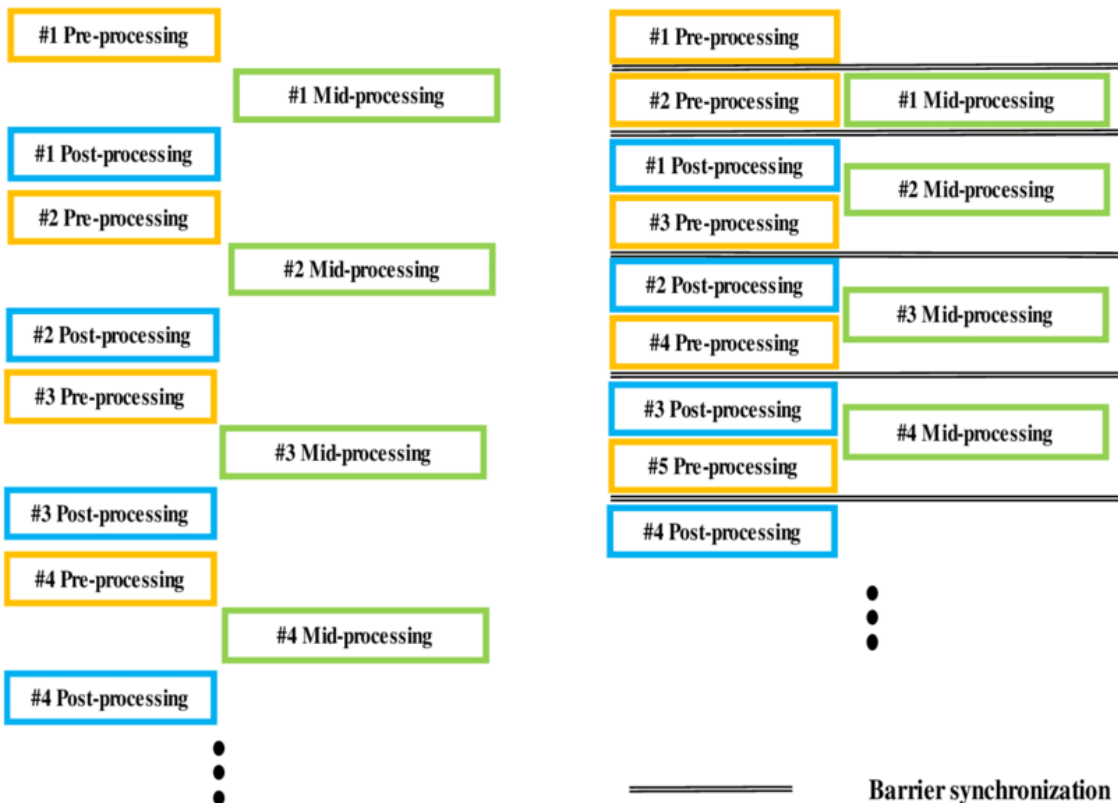 #1 Pre-processing
#1 Mid-processing
#1 Post-processing
#2 Pre-processing
#2 Mid-processing
#2 Post-processing
#3 Pre-processing
#3 Mid-processing
#3 Post-processing
#4 Pre-processing
#4 Mid-processing
#4 Post-processing
#1 Pre-processing
#2 Pre-processing
#1 Mid-processing
#1 Post-processing
#2 Mid-processing
#3 Pre-processing
#2 Post-processing
#3 Mid-processing
#4 Pre-processing
#3 Post-processing
#4 Mid-processing
#5 Pre-processing
#4 Post-processing
Barrier synchronization